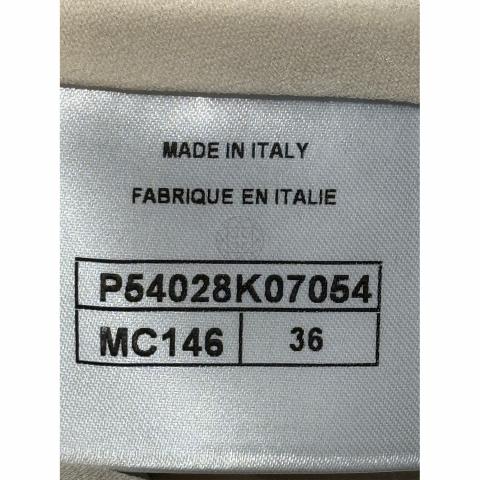 MADE IN ITALY
FABRIQUE EN ITALIE
P54028K07054
MC146 36